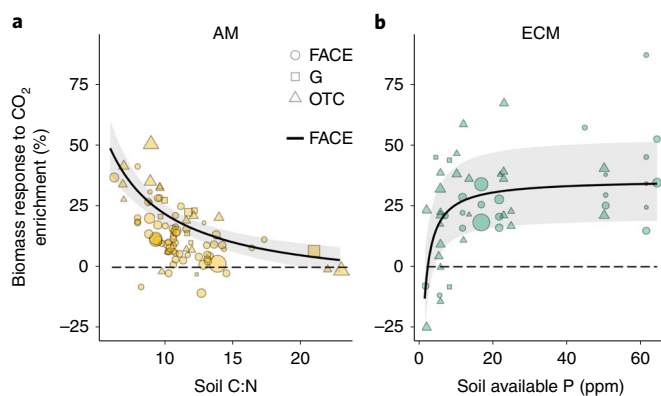 a
AM
FACE
G
OTC
FACE
Biomass response to CO2
enrichment (%)
75
50
25
0
−25
10
15
20
Soil C:N
b
ECM
75
50
25
0
−25
0
20
40
60
Soil available P (ppm)